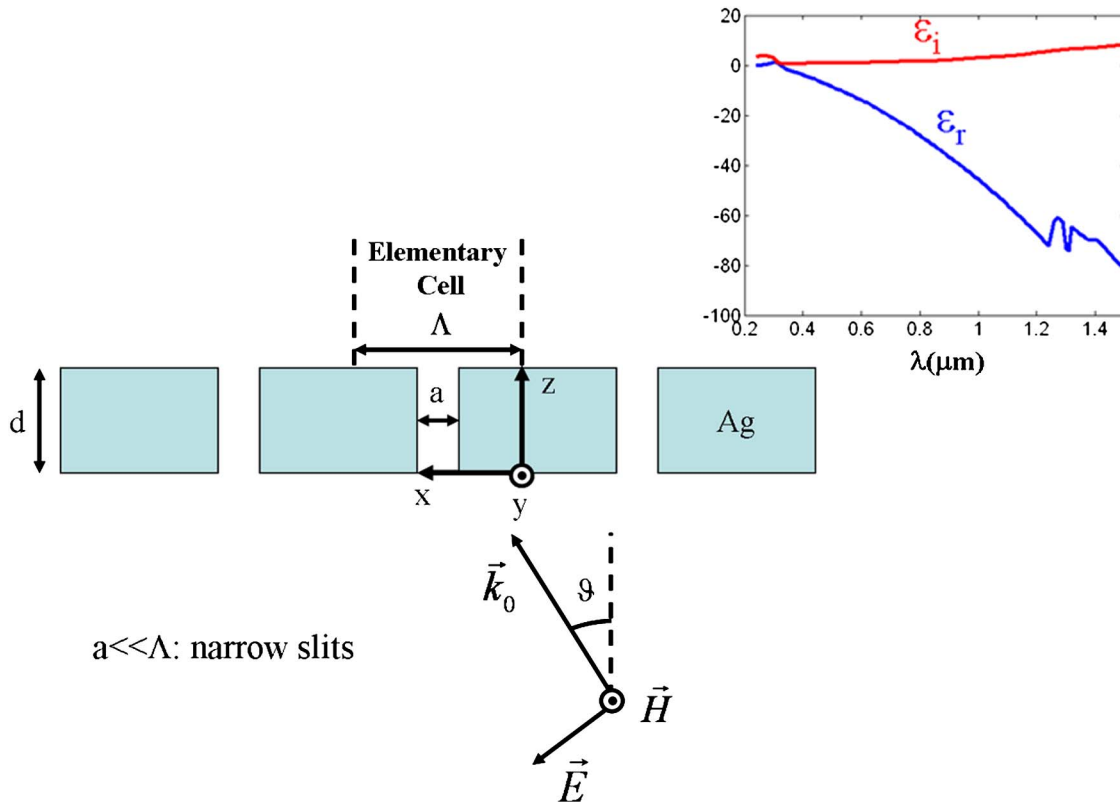 20
0
-20
-40
-60
-80
-100
0.2 0.4 0.6 0.8 1 1.2 1.4
λ(μm)
εi
εr
Elementary
Cell
Λ
a
d
z
x
y
Ag
k⃗0
ϑ
H⃗
E⃗
a<<Λ: narrow slits